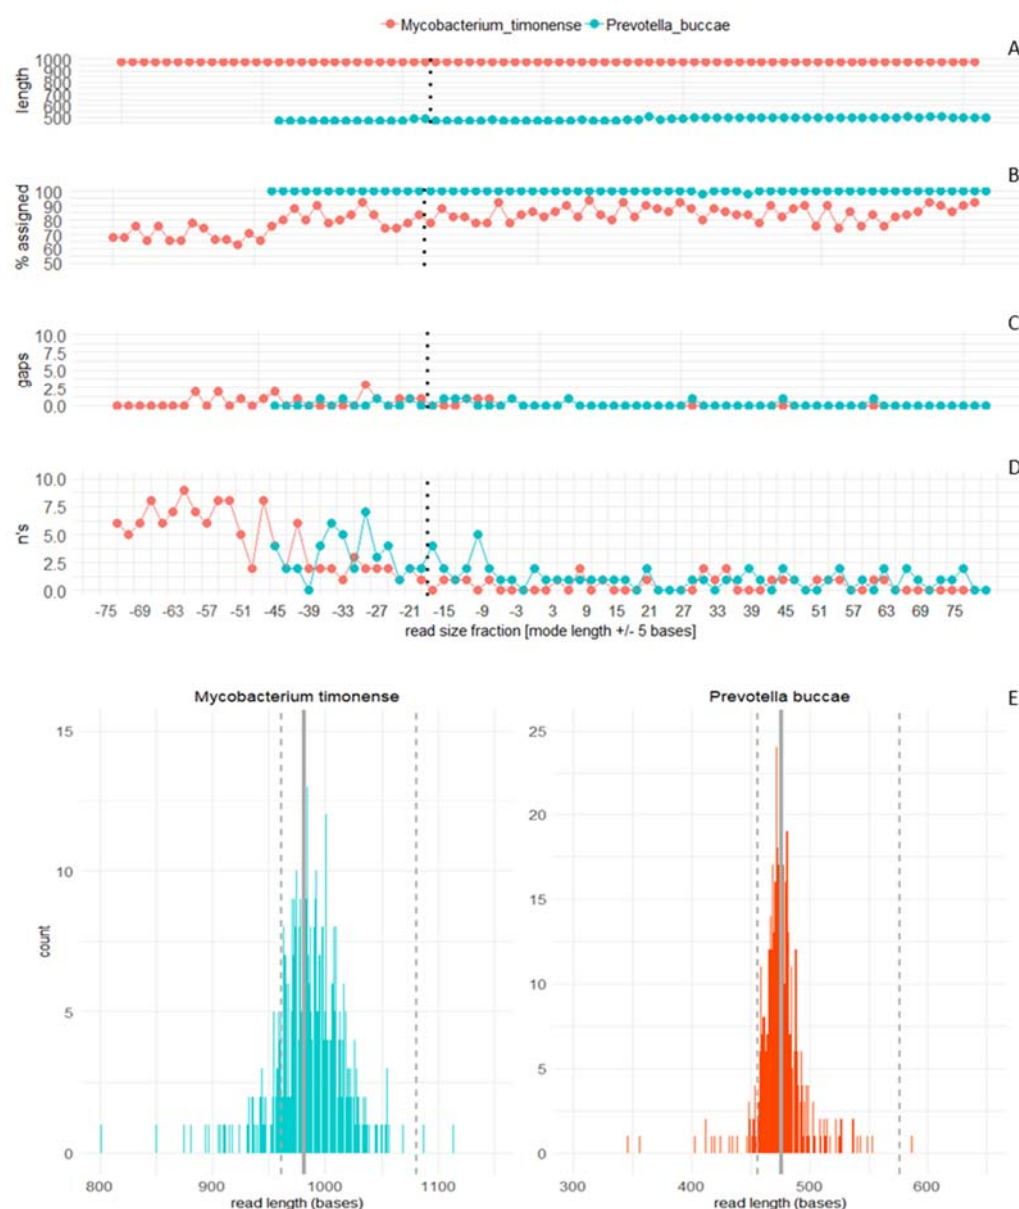 Mycobacterium_timonense Prevotella_buccae
A
1000
900
800
700
600
500
length
B
100
90
80
70
60
50
% assigned
C
10.0
7.5
5.0
2.5
0.0
gaps
D
10.0
7.5
5.0
2.5
0.0
n's
-75 -69 -63 -57 -51 -45 -39 -33 -27 -21 -15 -9 -3 3 9 15 21 27 33 39 45 51 57 63 69 75
read size fraction [mode length +/- 5 bases]
E
Mycobacterium timonense
15
10
5
0
count
800 900 1000 1100
read length (bases)
Prevotella buccae
25
20
15
10
5
0
300 400 500 600
read length (bases)